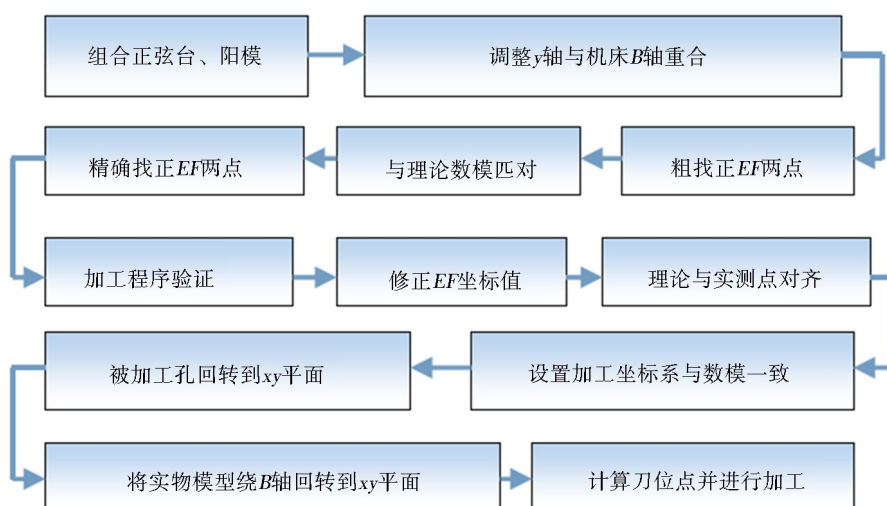 组合正弦台、阳模
调整y轴与机床B轴重合
粗找正EF两点
与理论数模匹对
精确找正EF两点
加工程序验证
修正EF坐标值
理论与实测点对齐
设置加工坐标系与数模一致
被加工孔回转到xy平面
将实物模型绕B轴回转到xy平面
计算刀位点并进行加工